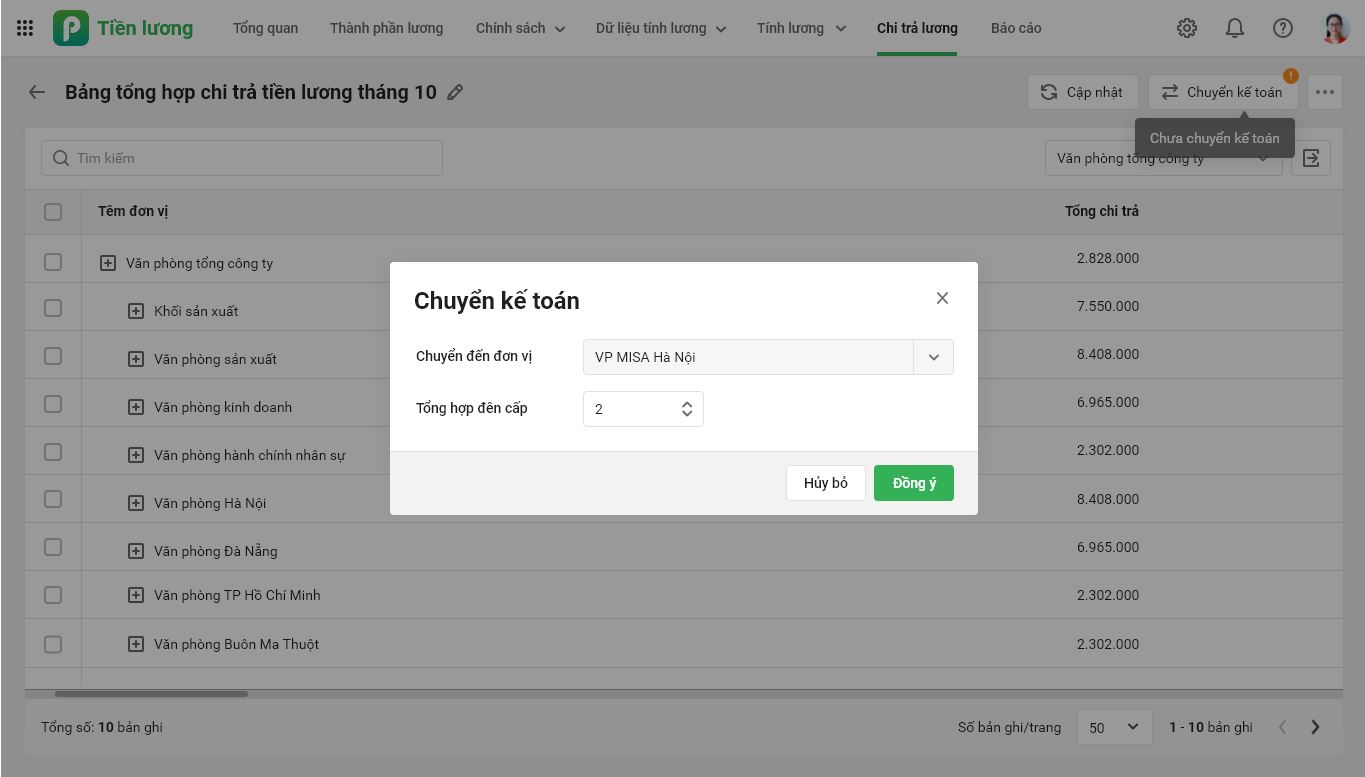 Tiền lương Tổng quan Thành phần lương Chính sách Dữ liệu tính lương Tính lương Chi trả lương Báo cáo
Bảng tổng hợp chi trả tiền lương tháng 10 Cập nhật Chuyển kế toán
Chưa chuyển kế toán
Tìm kiếm Văn phòng tổng công ty
Têm đơn vị Tổng chi trả
Văn phòng tổng công ty 2.828.000
Khối sản xuất 7.550.000
Văn phòng sản xuất 8.408.000
Văn phòng kinh doanh 6.965.000
Văn phòng hành chính nhân sự 2.302.000
Văn phòng Hà Nội 8.408.000
Văn phòng Đà Nẵng 6.965.000
Văn phòng TP Hồ Chí Minh 2.302.000
Văn phòng Buôn Ma Thuột 2.302.000
Chuyển kế toán
Chuyển đến đơn vị VP MISA Hà Nội
Tổng hợp đên cấp 2
Hủy bỏ Đồng ý
Tổng số: 10 bản ghi Số bản ghi/trang 50 1 - 10 bản ghi